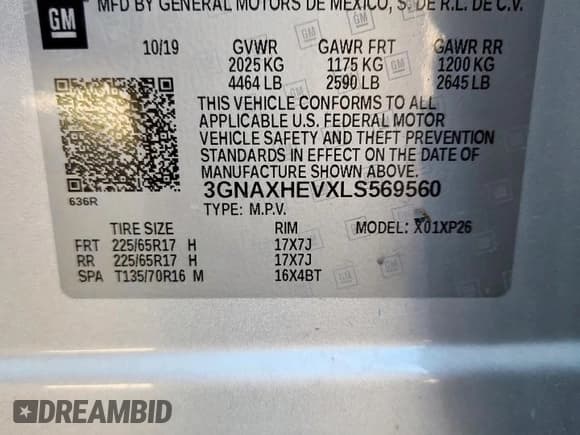 MFD BY GENERAL MOTORS DE MEXICO, S. DE R.L. DE C.V.
GM
10/19 GVWR GAWR FRT GAWR RR
2025 KG 1175 KG 1200 KG
4464 LB 2590 LB 2645 LB
THIS VEHICLE CONFORMS TO ALL
APPLICABLE U.S. FEDERAL MOTOR
VEHICLE SAFETY AND THEFT PREVENTION
STANDARDS IN EFFECT ON THE DATE OF
MANUFACTURE SHOWN ABOVE.
3GNAXHEVXLS569560
636R
TYPE: M.P.V. MODEL: X01XP26
TIRE SIZE RIM
FRT 225/65R17 H 17X7J
RR 225/65R17 H 17X7J
SPA T135/70R16 M 16X4BT
DREAMBID